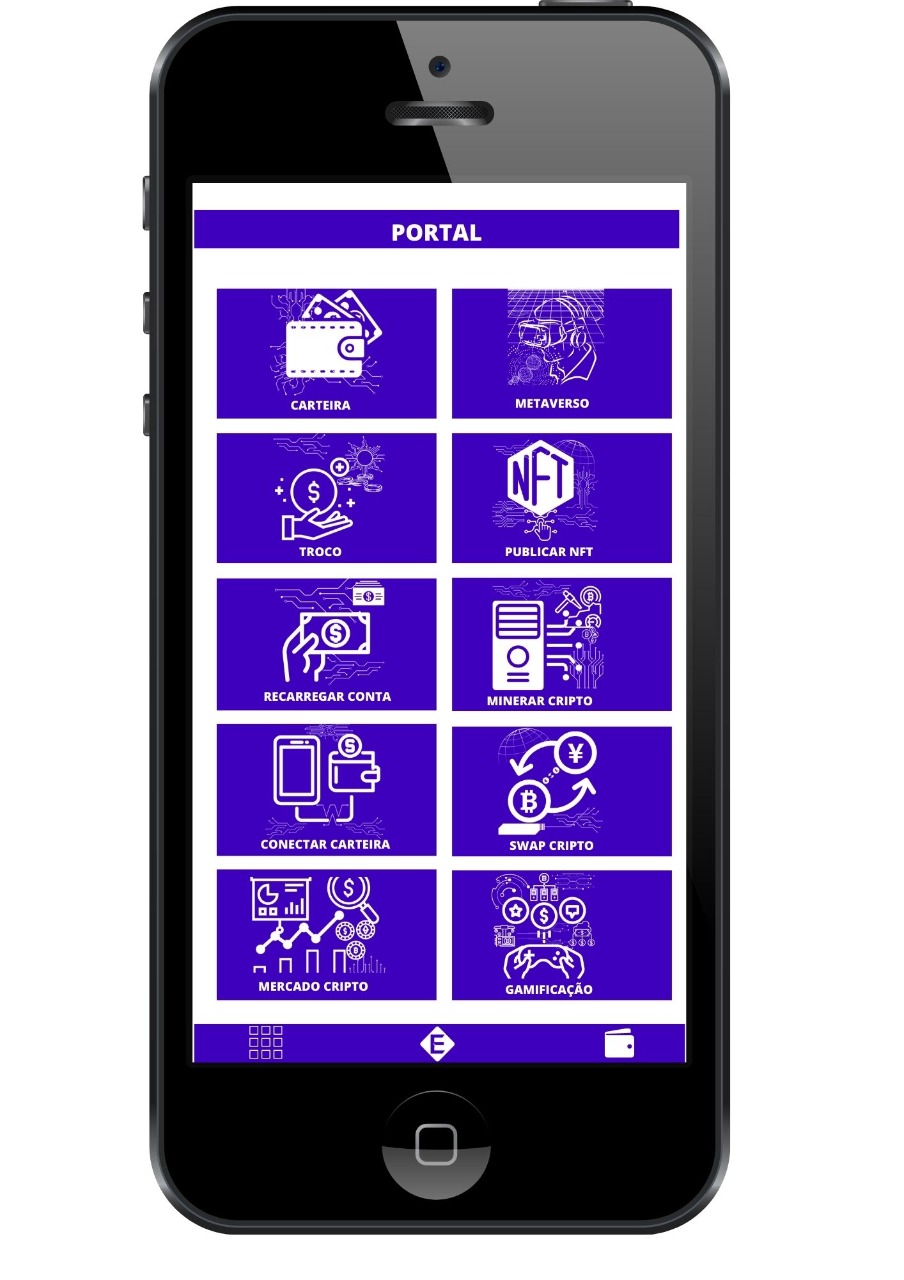 PORTAL
CARTEIRA
METAVERSO
TROCO
NFT
PUBLICAR NFT
RECARREGAR CONTA
MINERAR CRIPTO
CONECTAR CARTEIRA
SWAP CRIPTO
MERCADO CRIPTO
GAMIFICAÇÃO
E